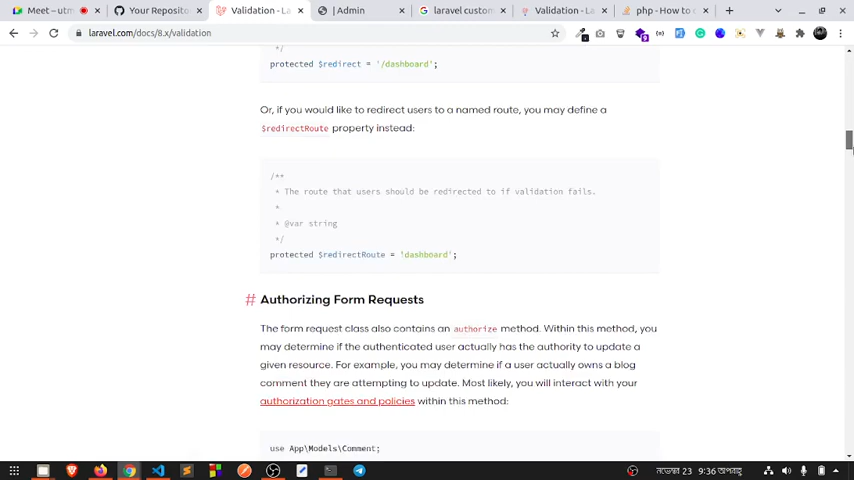 Meet – utm
Your Reposito
Validation - La
| Admin
laravel custom
Validation - La
php - How to c
laravel.com/docs/8.x/validation
*/
protected $redirect = '/dashboard';
Or, if you would like to redirect users to a named route, you may define a
$redirectRoute property instead:
/**
* The route that users should be redirected to if validation fails.
*
* @var string
*/
protected $redirectRoute = 'dashboard';
# Authorizing Form Requests
The form request class also contains an authorize method. Within this method, you
may determine if the authenticated user actually has the authority to update a
given resource. For example, you may determine if a user actually owns a blog
comment they are attempting to update. Most likely, you will interact with your
authorization gates and policies within this method:
use App\Models\Comment;
নভেম্বর 23 9:36 অপরাহ্ণ